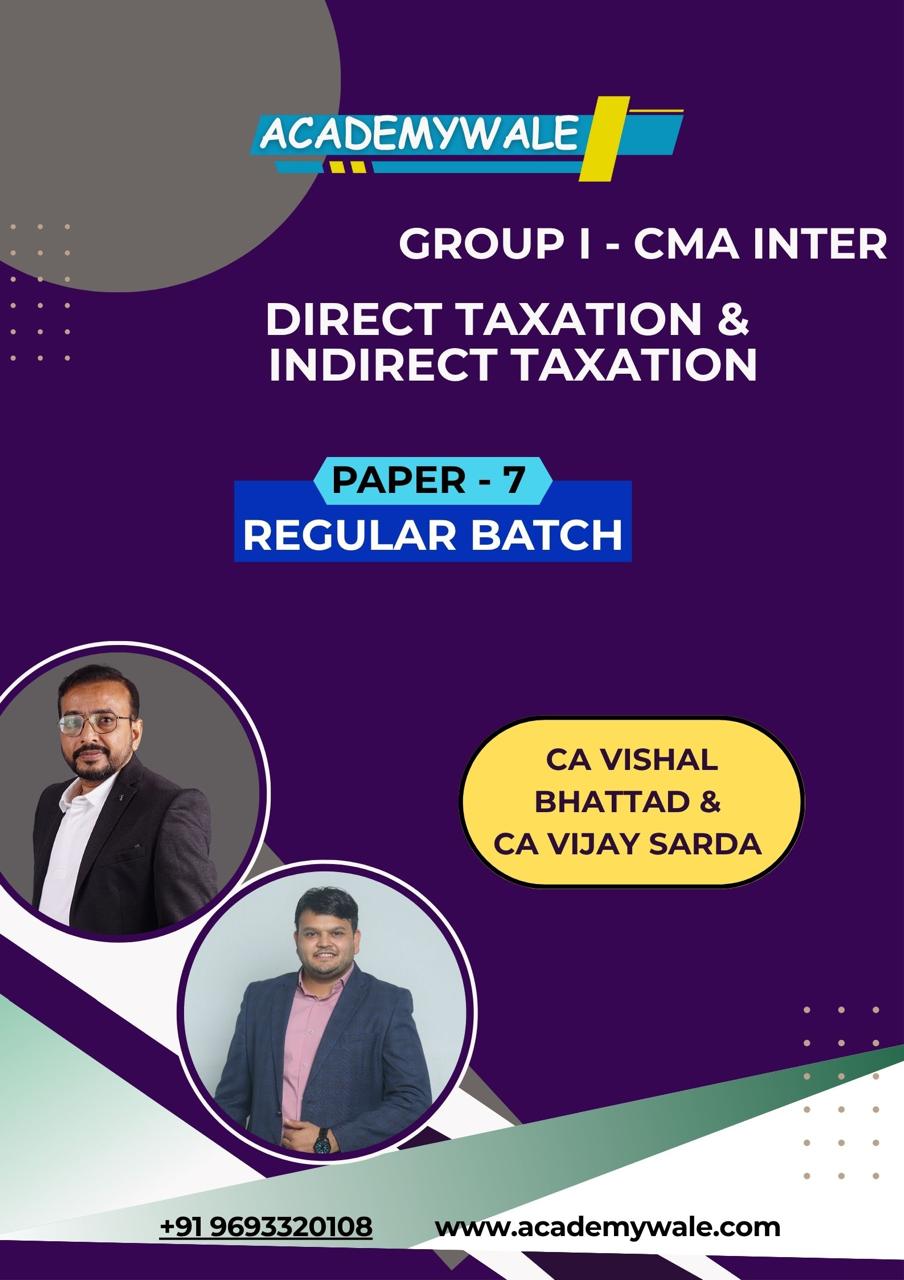 ACADEMYWALE
GROUP I - CMA INTER
DIRECT TAXATION &
INDIRECT TAXATION
PAPER - 7
REGULAR BATCH
CA VISHAL
BHATTAD &
CA VIJAY SARDA
+91 9693320108 www.academywale.com